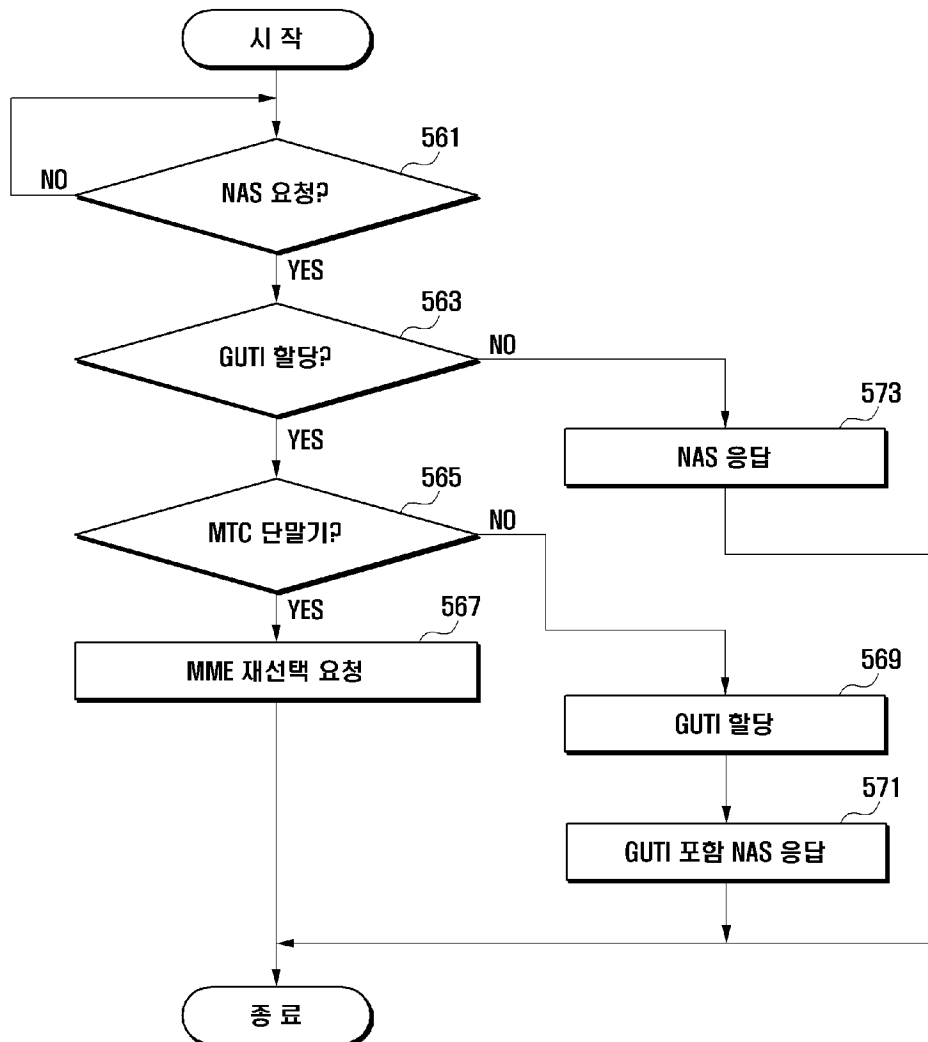 시 작
561
NO
NAS 요청?
YES
563
GUTI 할당?
NO
YES
573
NAS 응답
565
MTC 단말기?
NO
YES
567
MME 재선택 요청
569
GUTI 할당
571
GUTI 포함 NAS 응답
종 료